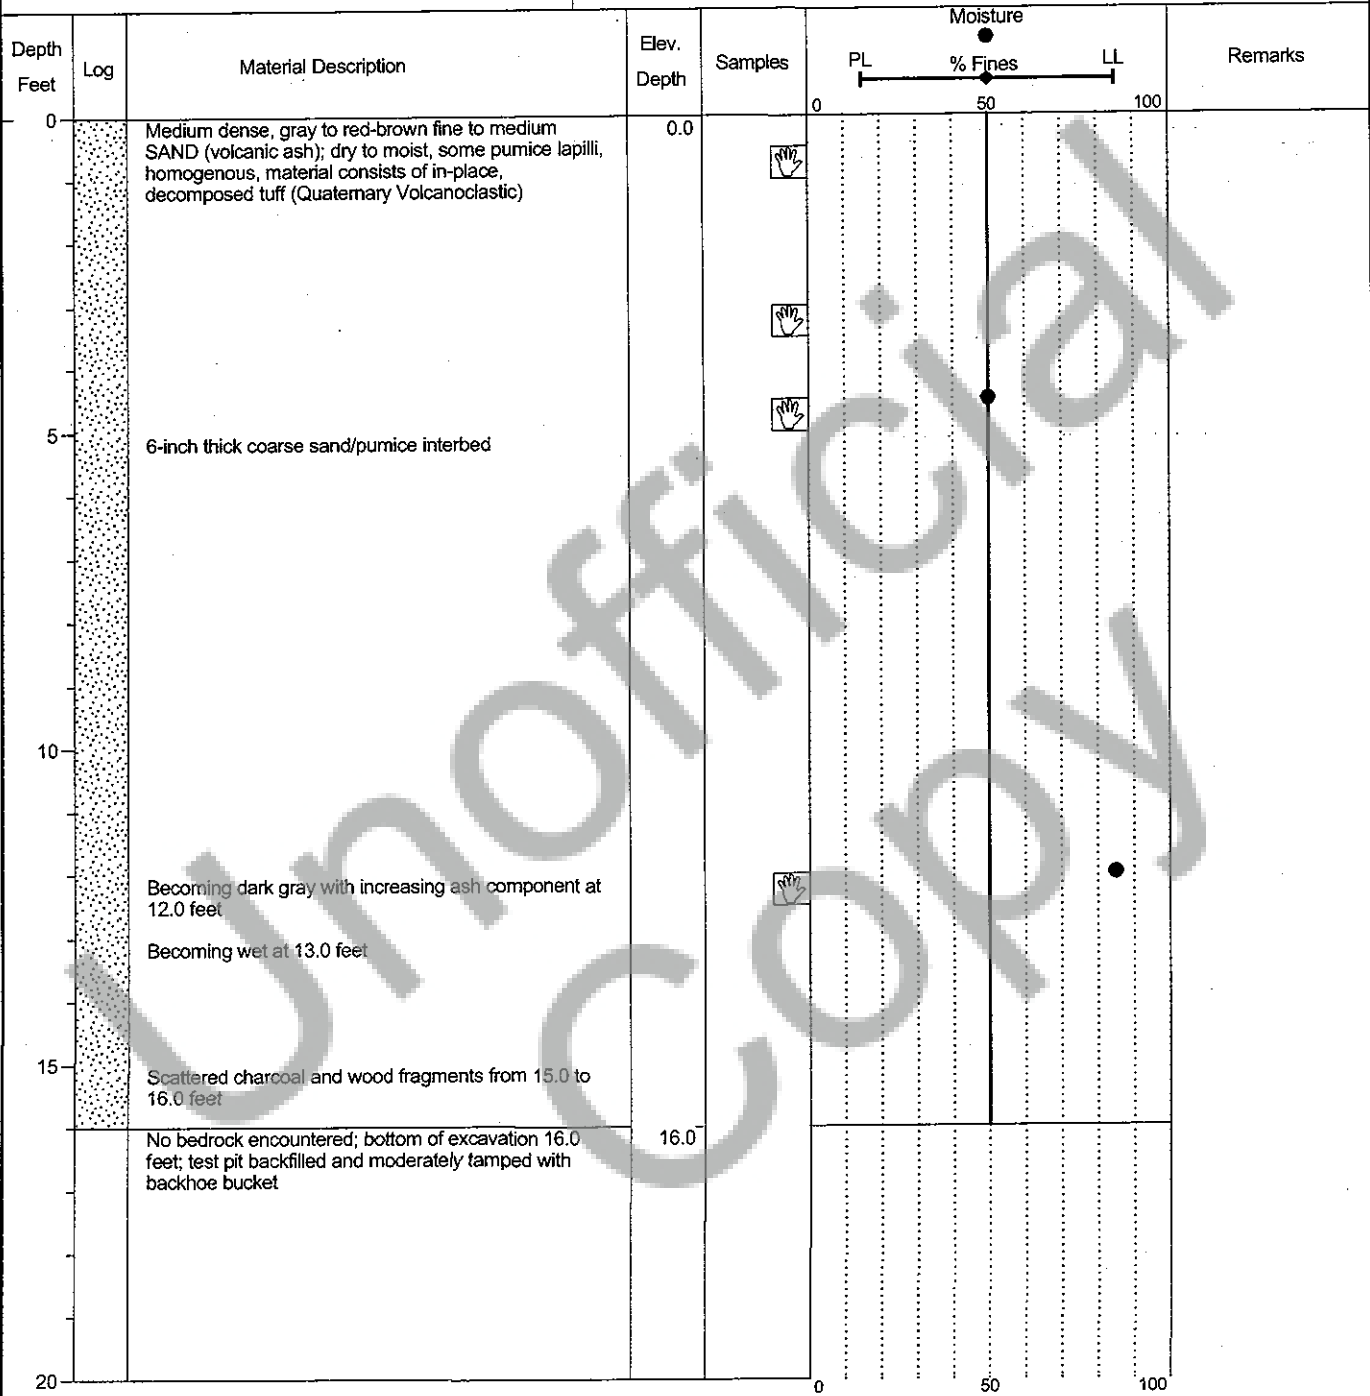 Depth
Feet
Log
Material Description
Elev.
Depth
Samples
Moisture
PL
% Fines
LL
0
50
100
Remarks
0
Medium dense, gray to red-brown fine to medium
SAND (volcanic ash); dry to moist, some pumice lapilli,
homogenous, material consists of in-place,
decomposed tuff (Quaternary Volcanoclastic)
0.0
5
6-inch thick coarse sand/pumice interbed
10
Becoming dark gray with increasing ash component at
12.0 feet
Becoming wet at 13.0 feet
15
Scattered charcoal and wood fragments from 15.0 to
16.0 feet
No bedrock encountered; bottom of excavation 16.0
feet; test pit backfilled and moderately tamped with
backhoe bucket
16.0
20
0
50
100
Unofficial
Copy